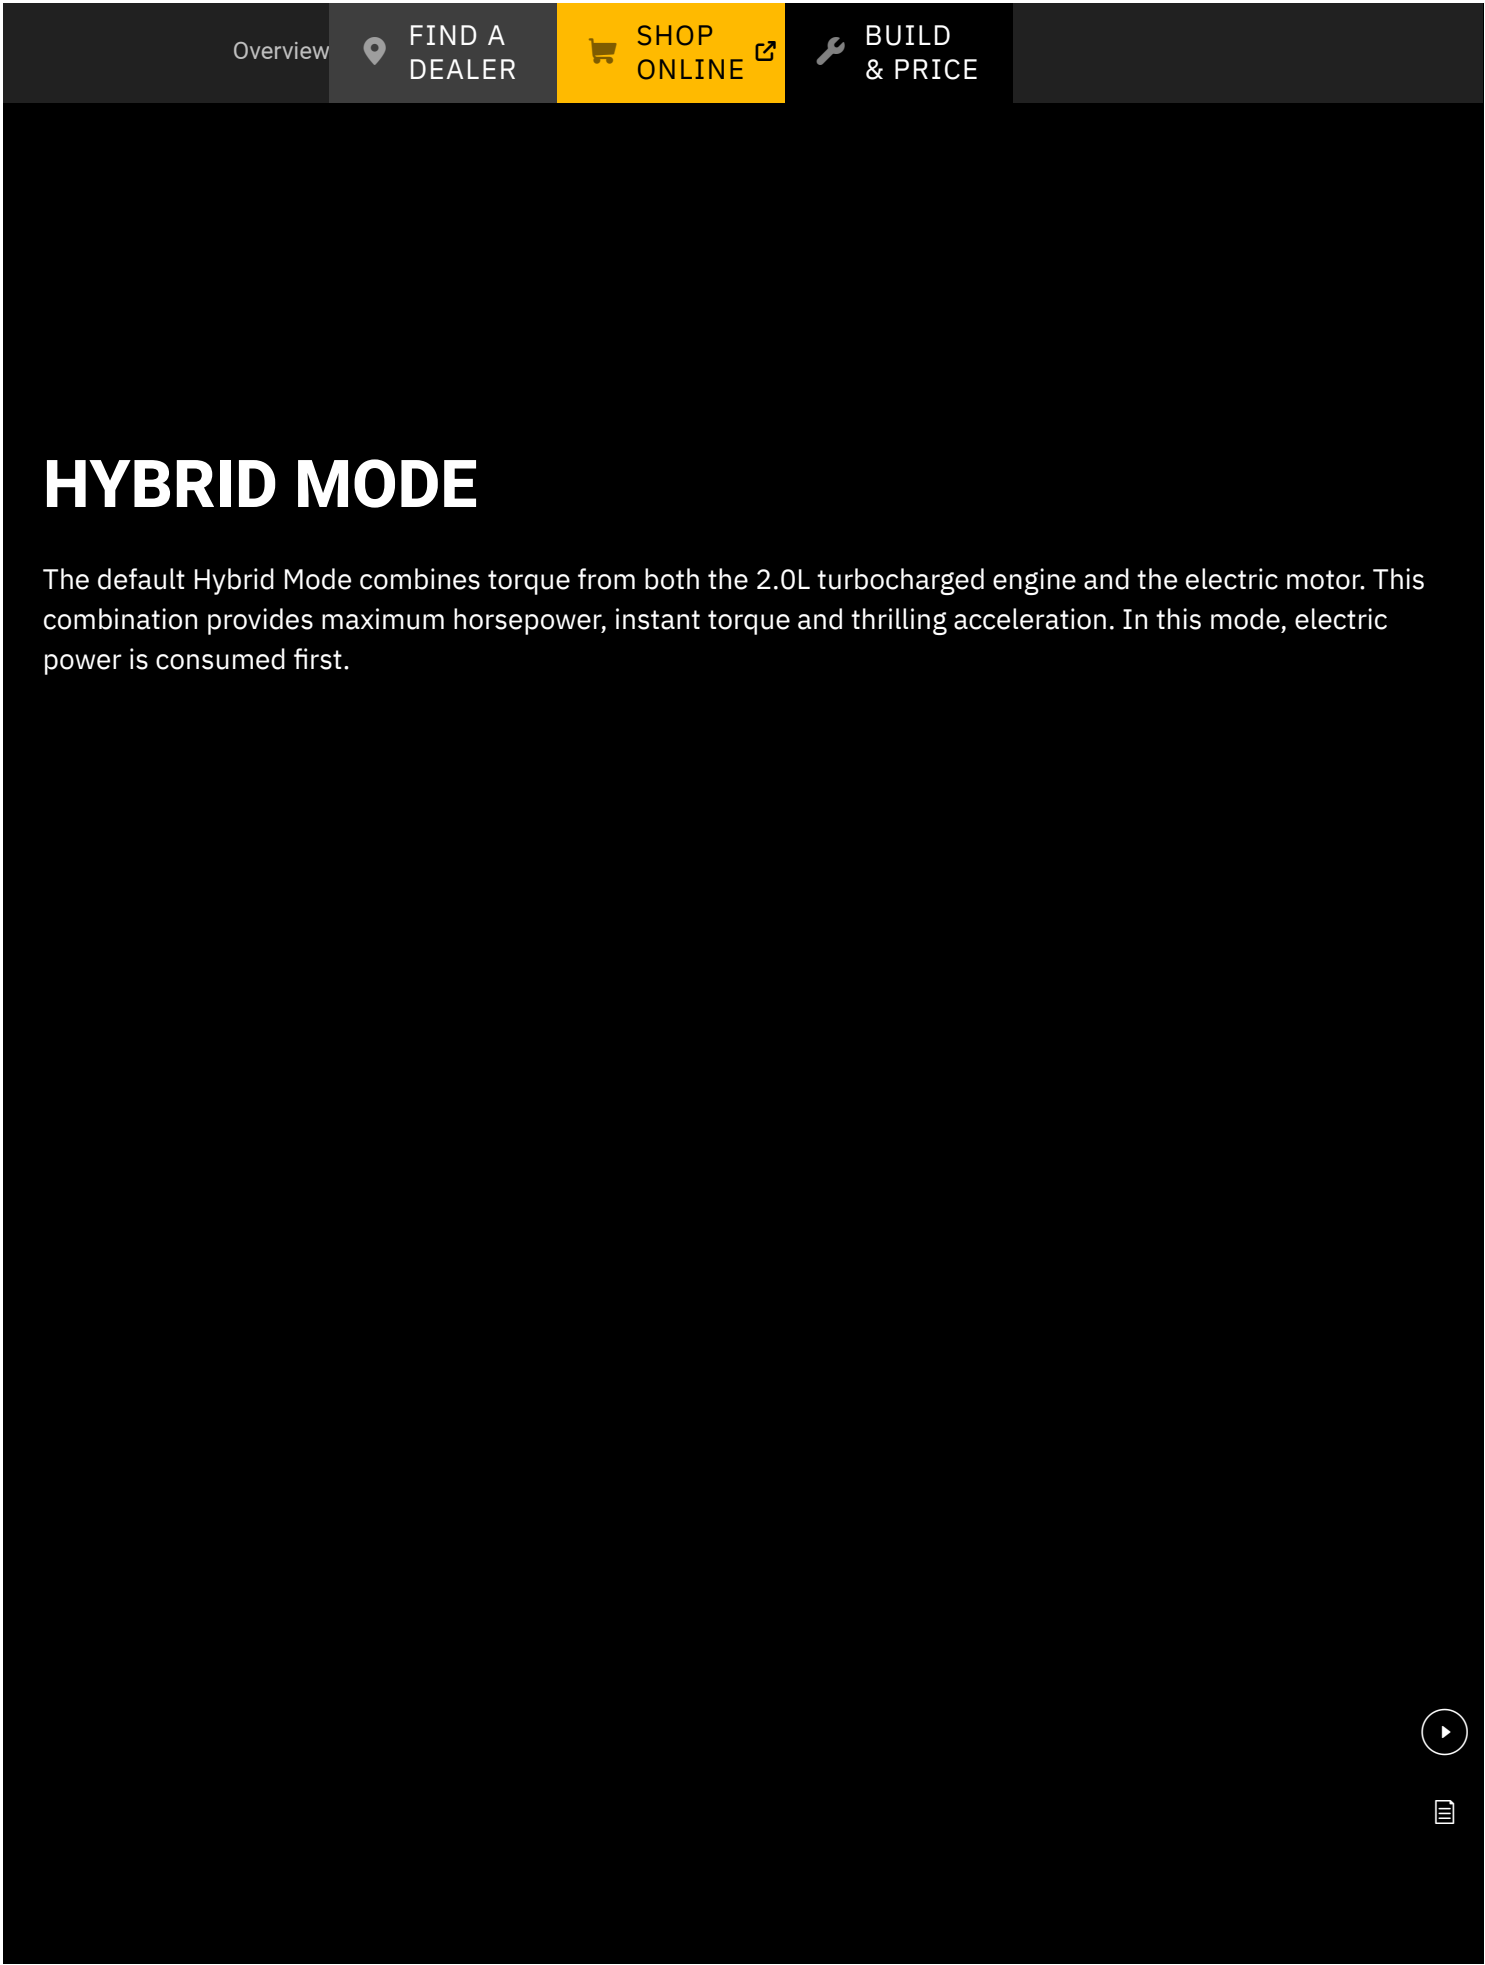 Overview
FIND A
DEALER
SHOP
ONLINE
BUILD
& PRICE
HYBRID MODE
The default Hybrid Mode combines torque from both the 2.0L turbocharged engine and the electric motor. This
combination provides maximum horsepower, instant torque and thrilling acceleration. In this mode, electric
power is consumed first.